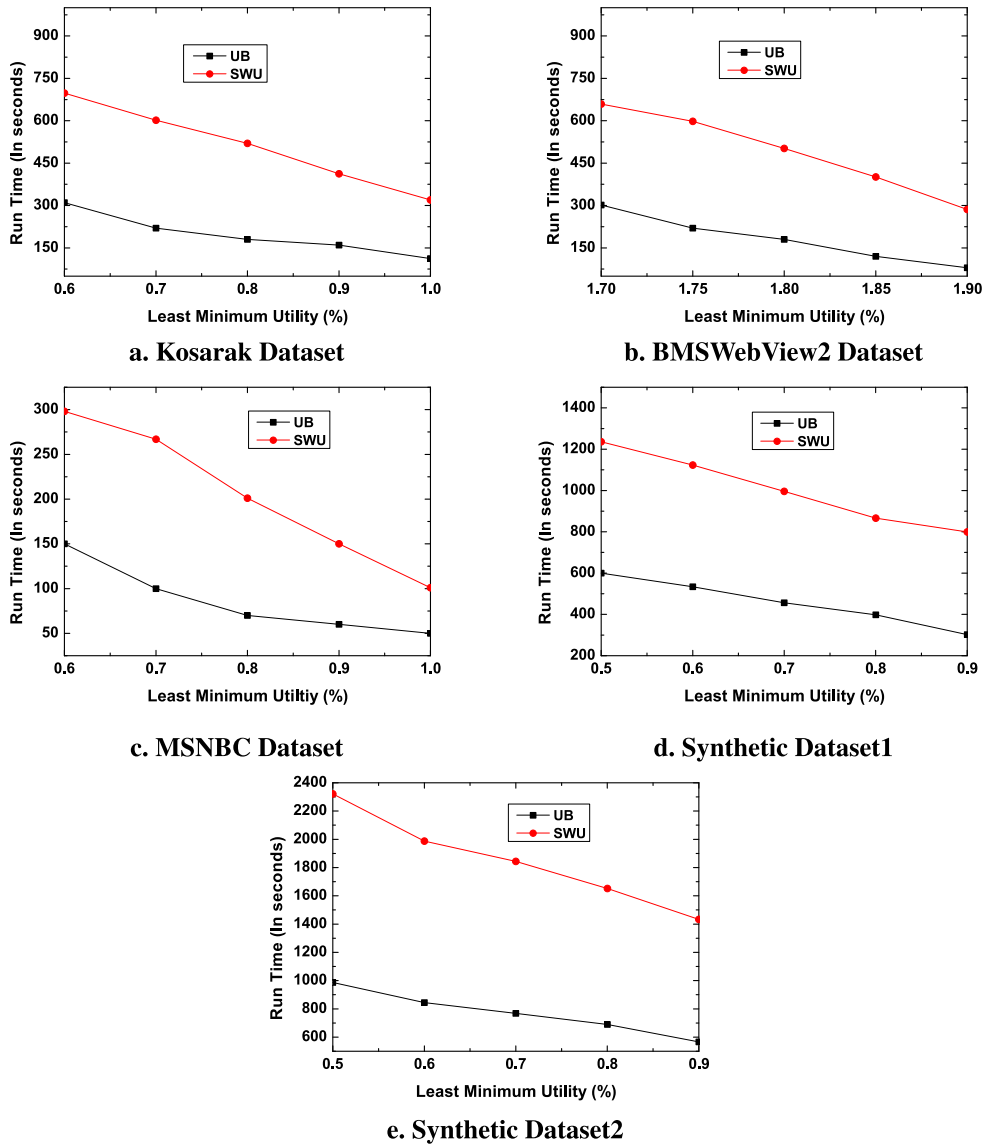 900
750
600
450
300
150
Run Time (In seconds)
UB
SWU
0.6 0.7 0.8 0.9 1.0
Least Minimum Utility (%)
a. Kosarak Dataset
900
750
600
450
300
150
Run Time (In seconds)
UB
SWU
1.70 1.75 1.80 1.85 1.90
Least Minimum Utility (%)
b. BMSWebView2 Dataset
300
250
200
150
100
50
Run Time (In seconds)
UB
SWU
0.6 0.7 0.8 0.9 1.0
Least Minimum Utiltiy (%)
c. MSNBC Dataset
1400
1200
1000
800
600
400
200
Run Time (In seconds)
UB
SWU
0.5 0.6 0.7 0.8 0.9
Least Minimum Utility (%)
d. Synthetic Dataset1
2400
2200
2000
1800
1600
1400
1200
1000
800
600
Run Time (In seconds)
UB
SWU
0.5 0.6 0.7 0.8 0.9
Least Minimum Utility (%)
e. Synthetic Dataset2